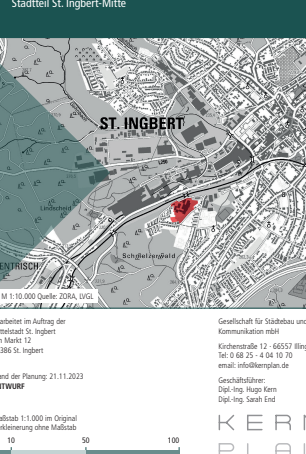 Stadtteil St. Ingbert-Mitte
ST. INGBERT
Lindescheid
Schmelzerwald
ENTRISCH
M 1:10.000 Quelle: ZORA, LVGL
arbeitet im Auftrag der
ttelstadt St. Ingbert
Markt 12
386 St. Ingbert
and der Planung: 21.11.2023
NTWURF
aßstab 1:1.000 im Original
rkleinerung ohne Maßstab
10 50 100
Gesellschaft für Städtebau und
Kommunikation mbH
Kirchenstraße 12 · 66557 Illing
Tel: 0 68 25 - 4 04 10 70
email: info@kernplan.de
Geschäftsführer:
Dipl.-Ing. Hugo Kern
Dipl.-Ing. Sarah End
KERN
PLAN